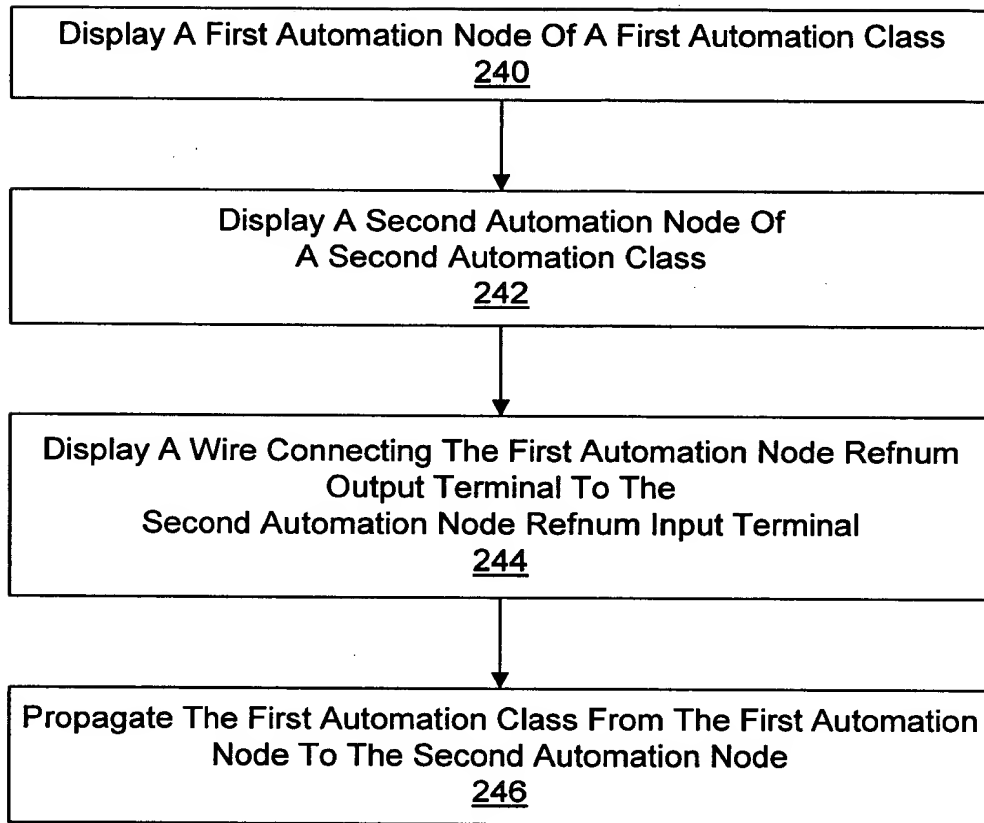 Display A First Automation Node Of A First Automation Class
240
Display A Second Automation Node Of
A Second Automation Class
242
Display A Wire Connecting The First Automation Node Refnum
Output Terminal To The
Second Automation Node Refnum Input Terminal
244
Propagate The First Automation Class From The First Automation
Node To The Second Automation Node
246